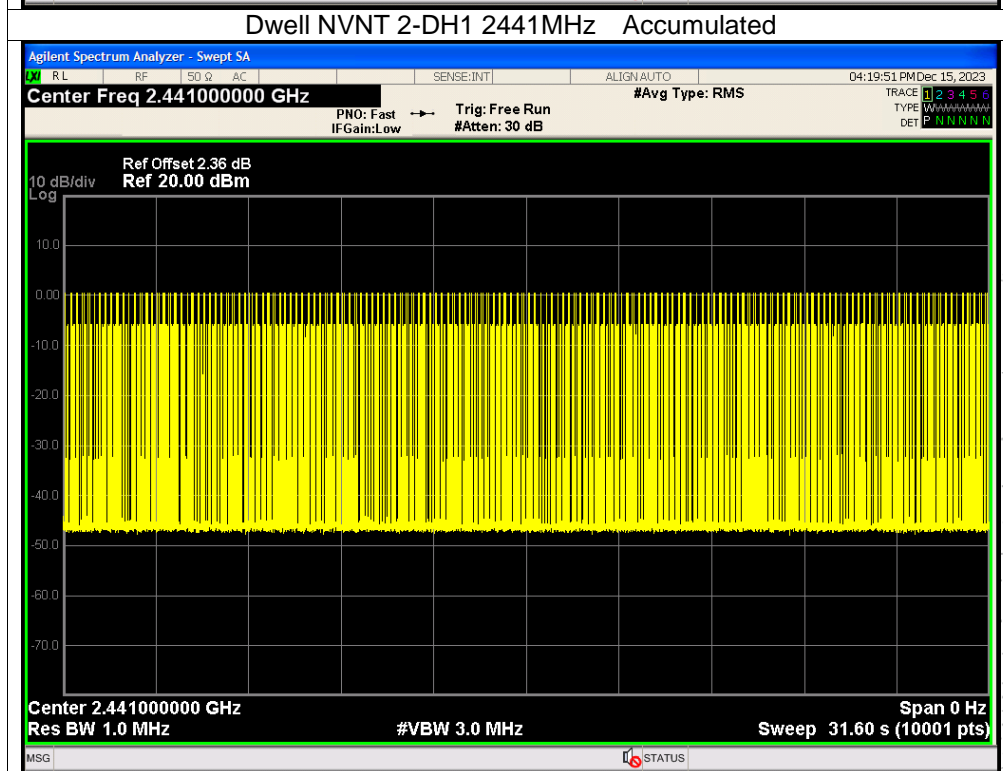 Dwell NVNT 2-DH1 2441MHz Accumulated
Agilent Spectrum Analyzer - Swept SA
LXI RL RF 50 Ω AC SENSE:INT ALIGN AUTO 04:19:51 PM Dec 15, 2023
Center Freq 2.441000000 GHz #Avg Type: RMS TRACE 1 2 3 4 5 6
PNO: Fast Trig: Free Run TYPE
IFGain:Low #Atten: 30 dB DET P N N N N N
Ref Offset 2.36 dB
10 dB/div Ref 20.00 dBm
Log
10.0
0.00
-10.0
-20.0
-30.0
-40.0
-50.0
-60.0
-70.0
Center 2.441000000 GHz Span 0 Hz
Res BW 1.0 MHz #VBW 3.0 MHz Sweep 31.60 s (10001 pts)
MSG STATUS